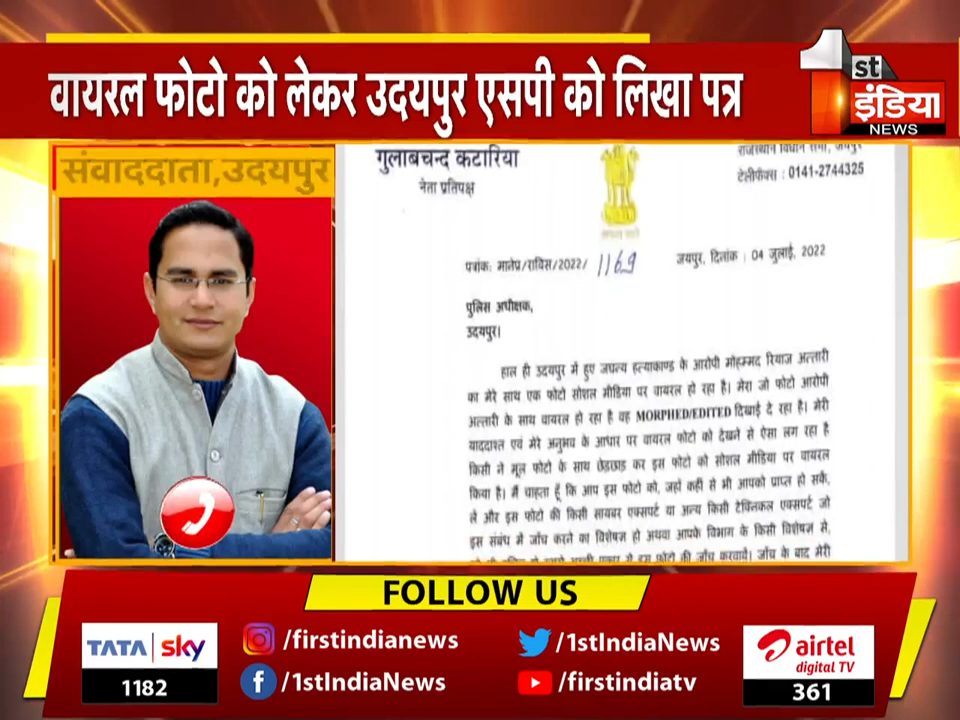 वायरल फोटो को लेकर उदयपुर एसपी को लिखा पत्र
1st
इंडिया
NEWS
संवाददाता,उदयपुर
गुलाबचन्द कटारिया
नेता प्रतिपक्ष
राजस्थान विधान सभा, जयपुर
टेलीफैक्स : 0141-2744325
पत्रांक: मानेप्र/राविस/2022/ 1169
जयपुर, दिनांक : 04 जुलाई, 2022
पुलिस अधीक्षक,
उदयपुर।
हाल ही उदयपुर में हुए जघन्य हत्याकाण्ड के आरोपी मोहम्मद रियाज अत्तारी
का मेरे साथ एक फोटो सोशल मीडिया पर वायरल हो रहा है। मेरा जो फोटो आरोपी
अत्तारी के साथ वायरल हो रहा है वह MORPHED/EDITED दिखाई दे रहा है। मेरी
याददाश्त एवं मेरे अनुभव के आधार पर वायरल फोटो को देखने से ऐसा लग रहा है
किसी ने मूल फोटो के साथ छेड़छाड़ कर इस फोटो को सोशल मीडिया पर वायरल
किया है। मैं चाहता हूँ कि आप इस फोटो को, जहाँ कहीं से भी आपको प्राप्त हो सकें,
ले और इस फोटो की किसी सायबर एक्सपर्ट या अन्य किसी टेक्निकल एक्सपर्ट जो
इस संबंध में जाँच करने का विशेषज्ञ हो अथवा आपके विभाग के किसी विशेषज्ञ से,
इस फोटो की जाँच करवायें। जाँच के बाद मेरी
FOLLOW US
TATA sky
1182
/firstindianews
/1stIndiaNews
/1stIndiaNews
/firstindiatv
airtel
digital TV
361